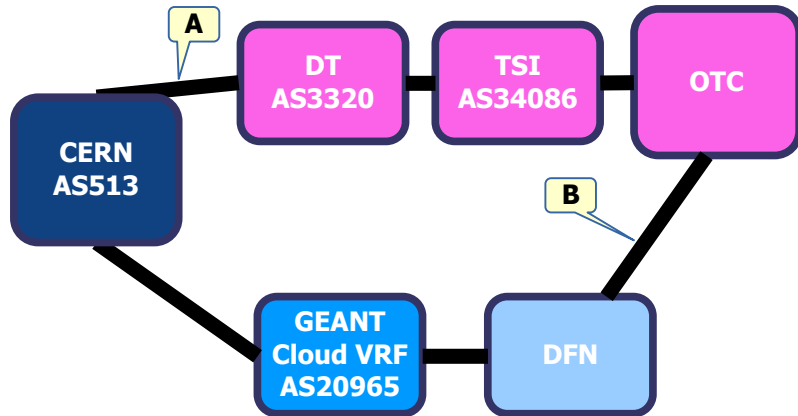 A
DT
AS3320
TSI
AS34086
OTC
CERN
AS513
B
GEANT
Cloud VRF
AS20965
DFN